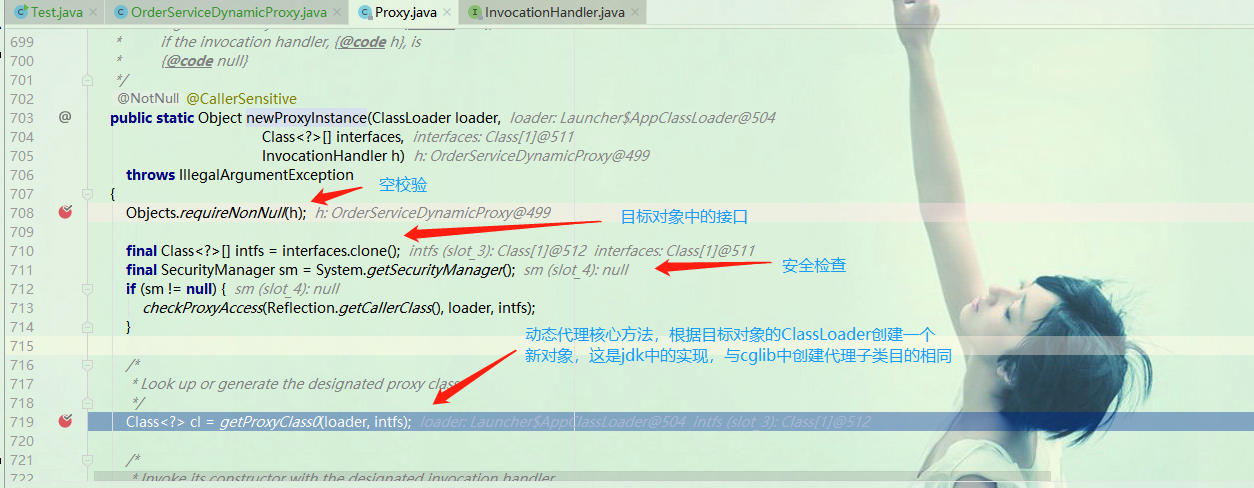 Test.java × OrderServiceDynamicProxy.java × Proxy.java × InvocationHandler.java ×
699 * if the invocation handler, {@code h}, is
700 * {@code null}
701 */
702 @NotNull @CallerSensitive
703 @ public static Object newProxyInstance(ClassLoader loader, loader: Launcher$AppClassLoader@504
704 Class<?>[] interfaces, interfaces: Class[1]@511
705 InvocationHandler h) h: OrderServiceDynamicProxy@499
706 throws IllegalArgumentException
707 {
空校验
708 Objects.requireNonNull(h); h: OrderServiceDynamicProxy@499
目标对象中的接口
709
710 final Class<?>[] intfs = interfaces.clone(); intfs (slot_3): Class[1]@512 interfaces: Class[1]@511
711 final SecurityManager sm = System.getSecurityManager(); sm (slot_4): null
安全检查
712 if (sm != null) { sm (slot_4): null
713 checkProxyAccess(Reflection.getCallerClass(), loader, intfs);
714 }
动态代理核心方法，根据目标对象的ClassLoader创建一个
715
新对象，这是jdk中的实现，与cglib中创建代理子类目的相同
716 /*
717 * Look up or generate the designated proxy class
718 */
719 Class<?> cl = getProxyClass0(loader, intfs); loader: Launcher$AppClassLoader@504 intfs (slot_3): Class[1]@512
720
721 /*
722 * Invoke its constructor with the designated invocation handler